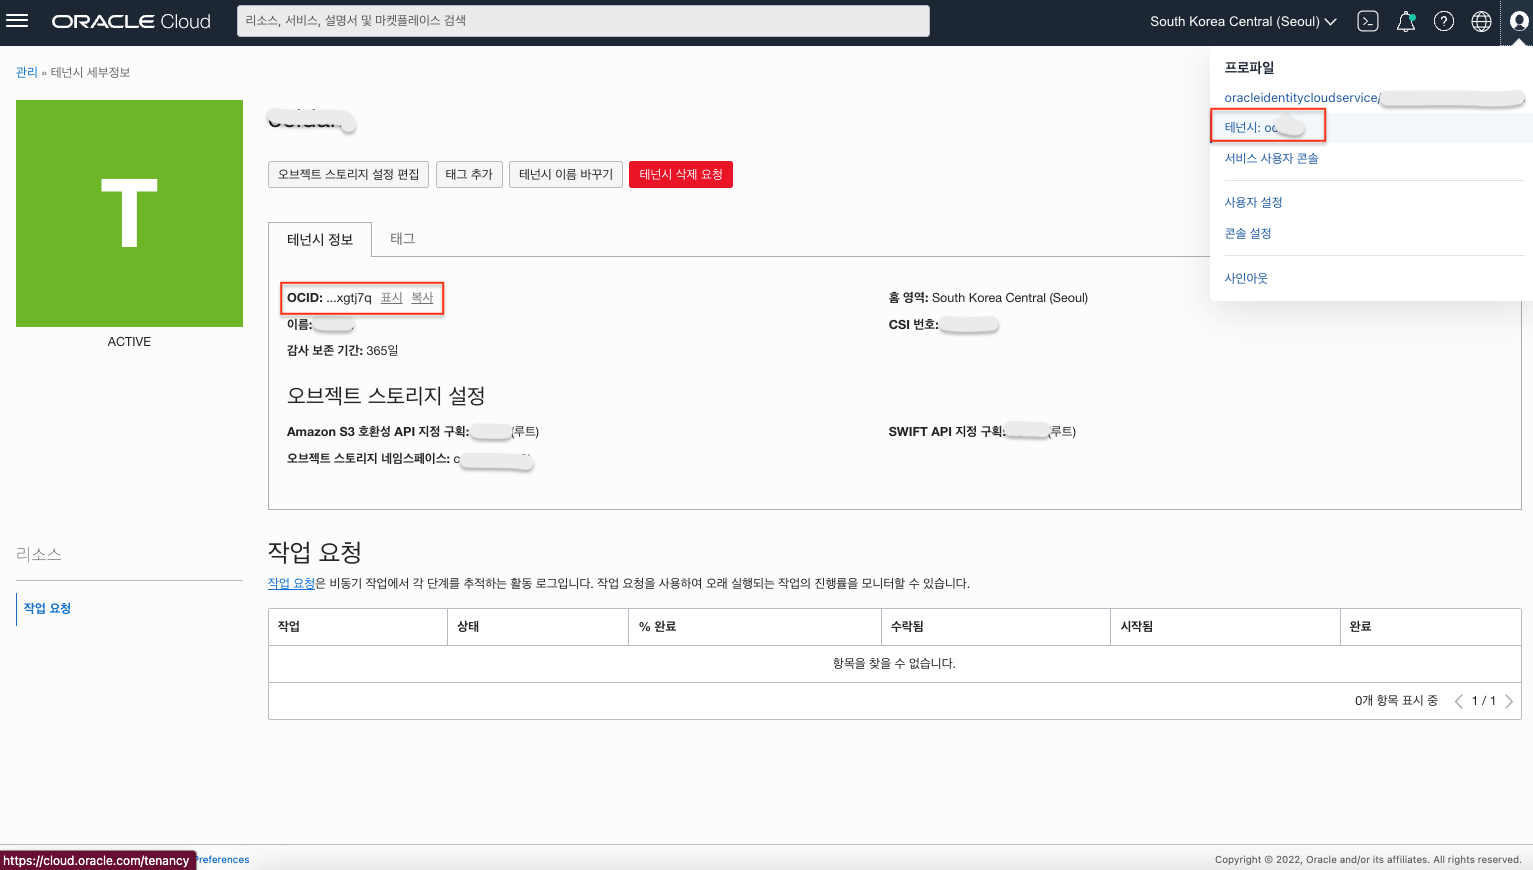 ORACLE Cloud
리소스, 서비스, 설명서 및 마켓플레이스 검색
South Korea Central (Seoul)
관리 » 테넌시 세부정보
프로파일
oracleidentitycloudservice/
테넌시: oc
서비스 사용자 콘솔
사용자 설정
콘솔 설정
사인아웃
T
ACTIVE
오브젝트 스토리지 설정 편집
태그 추가
테넌시 이름 바꾸기
테넌시 삭제 요청
테넌시 정보
태그
OCID: ...xgtj7q 표시 복사
홈 영역: South Korea Central (Seoul)
이름:
CSI 번호:
감사 보존 기간: 365일
오브젝트 스토리지 설정
Amazon S3 호환성 API 지정 구획: (루트)
SWIFT API 지정 구획: (루트)
오브젝트 스토리지 네임스페이스: c
리소스
작업 요청
작업 요청
작업 요청은 비동기 작업에서 각 단계를 추적하는 활동 로그입니다. 작업 요청을 사용하여 오래 실행되는 작업의 진행률을 모니터할 수 있습니다.
작업 상태 % 완료 수락됨 시작됨 완료
항목을 찾을 수 없습니다.
0개 항목 표시 중 1 / 1
https://cloud.oracle.com/tenancy
Preferences
Copyright © 2022, Oracle and/or its affiliates. All rights reserved.